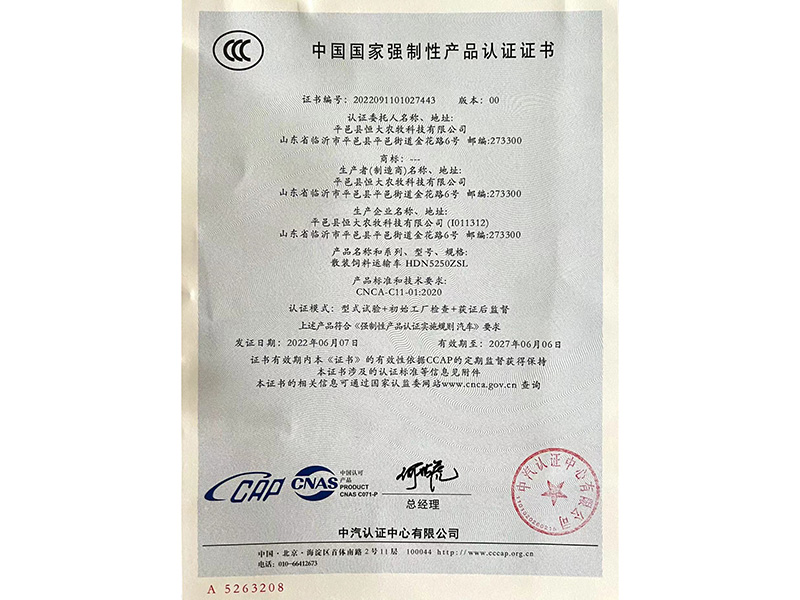 CCC
中国国家强制性产品认证证书
证书编号: 2022091101027443 版本: 00
认证委托人名称、地址:
平邑县恒大农牧科技有限公司
山东省临沂市平邑县平邑街道金花路6号 邮编:273300
商标: ---
生产者(制造商)名称、地址:
平邑县恒大农牧科技有限公司
山东省临沂市平邑县平邑街道金花路6号 邮编:273300
生产企业名称、地址:
平邑县恒大农牧科技有限公司 (I011312)
山东省临沂市平邑县平邑街道金花路6号 邮编:273300
产品名称和系列、型号、规格:
散装饲料运输车 HDN5250ZSL
产品标准和技术要求:
CNCA-C11-01:2020
认证模式: 型式试验+初始工厂检查+获证后监督
上述产品符合《强制性产品认证实施规则 汽车》要求
发证日期: 2022年06月07日 有效期至: 2027年06月06日
证书有效期内本《证书》的有效性依据CCAP的定期监督获得保持
本证书涉及的认证标准等信息见附件
本证书的相关信息可通过国家认监委网站www.cnca.gov.cn 查询
CCAP
CNAS
中国认可
产品
PRODUCT
CNAS C071-P
总经理
中汽认证中心有限公司
中汽认证中心有限公司
中国·北京·海淀区首体南路2号11层 100044 http://www.cccap.org.cn
电话: 010-66412673
A 5263208